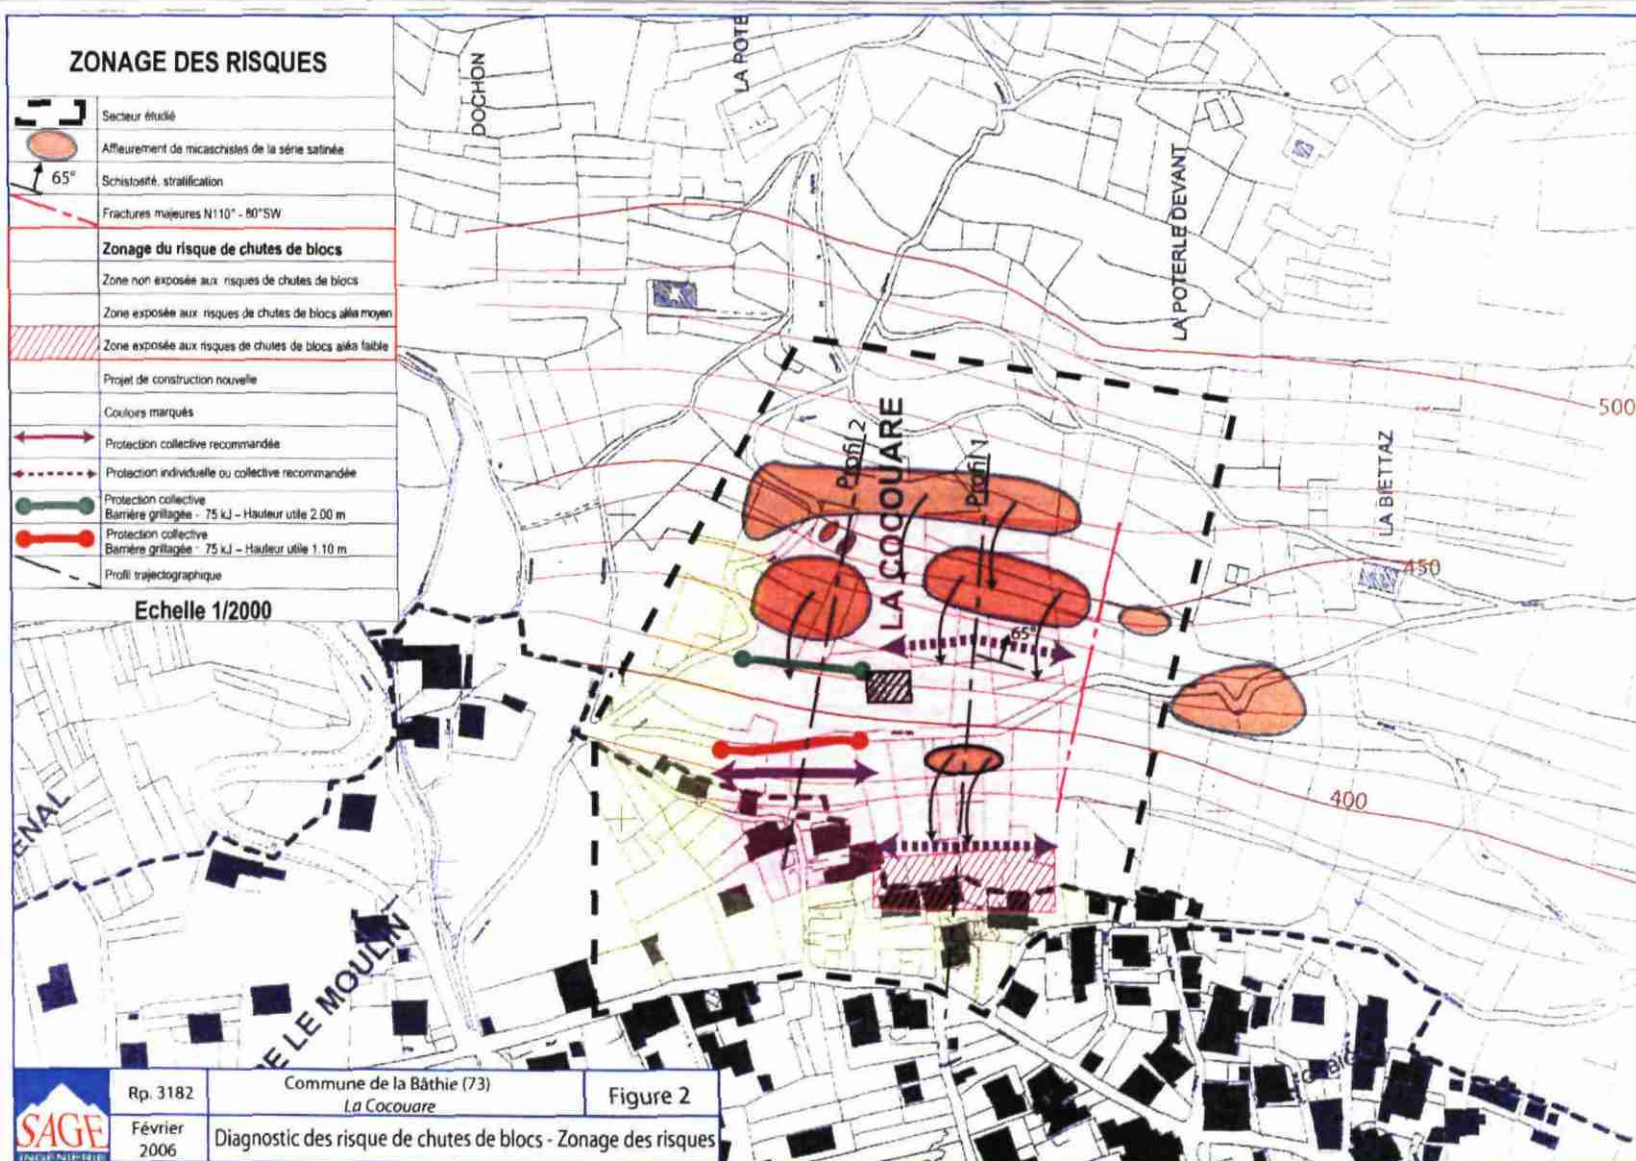 ZONAGE DES RISQUES
Secteur étudié
Affleurement de micaschistes de la série satinée
65°
Schistosité, stratification
Fractures majeures N110° - 80°SW
Zonage du risque de chutes de blocs
Zone non exposée aux risques de chutes de blocs
Zone exposée aux risques de chutes de blocs aléa moyen
Zone exposée aux risques de chutes de blocs aléa faible
Projet de construction nouvelle
Couloirs marqués
Protection collective recommandée
Protection individuelle ou collective recommandée
Protection collective
Barrière grillagée - 75 kJ – Hauteur utile 2.00 m
Protection collective
Barrière grillagée - 75 kJ – Hauteur utile 1.10 m
Profil trajectographique
Echelle 1/2000
DOCHON
LA POTE
LA POTERLE DEVANT
LA BIETTAZ
500
450
400
Profil 2
LA COCOUARE
Profil 1
65°
ENAL
E LE MOULIN
SAGE
INGÉNIERIE
Rp. 3182
Février
2006
Commune de la Bâthie (73)
La Cocouare
Figure 2
Diagnostic des risque de chutes de blocs - Zonage des risques